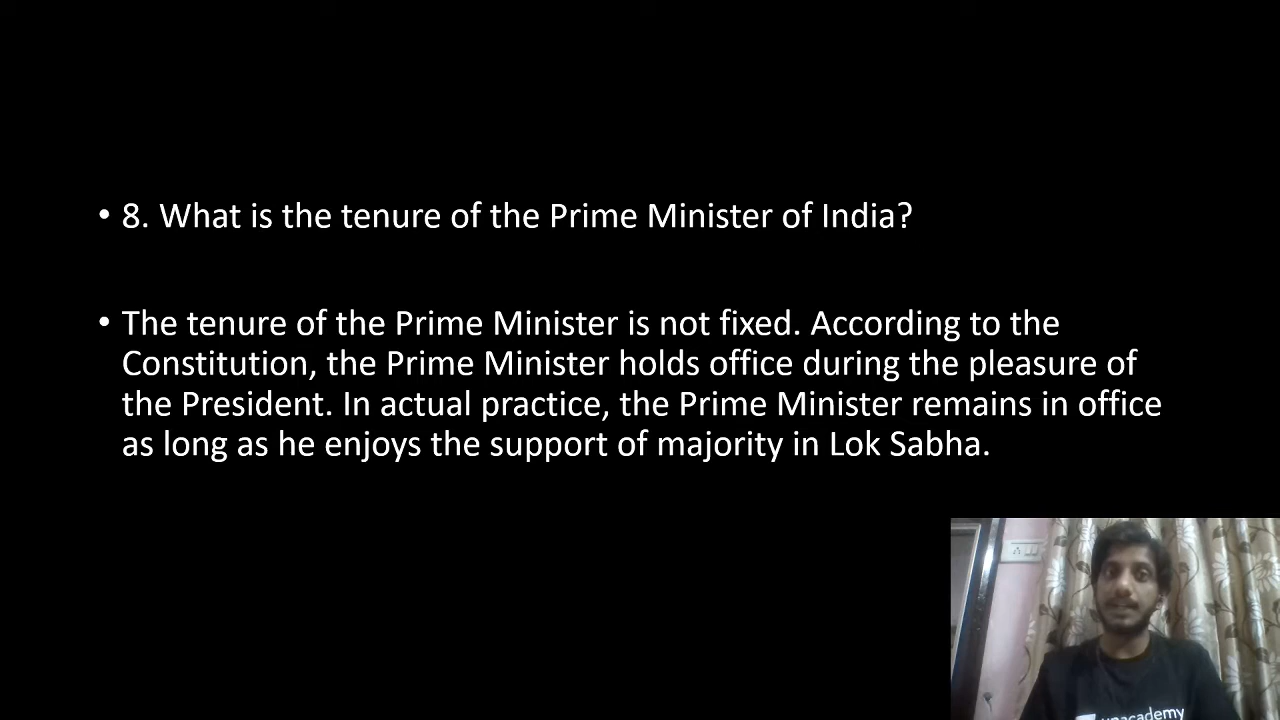 • 8. What is the tenure of the Prime Minister of India?
• The tenure of the Prime Minister is not fixed. According to the
Constitution, the Prime Minister holds office during the pleasure of
the President. In actual practice, the Prime Minister remains in office
as long as he enjoys the support of majority in Lok Sabha.
unacademy